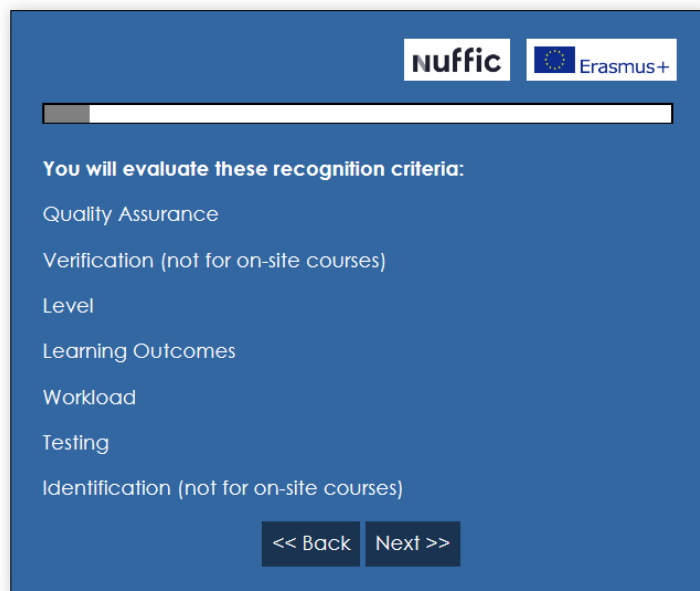 Nuffic
Erasmus+
You will evaluate these recognition criteria:
Quality Assurance
Verification (not for on-site courses)
Level
Learning Outcomes
Workload
Testing
Identification (not for on-site courses)
<< Back
Next >>